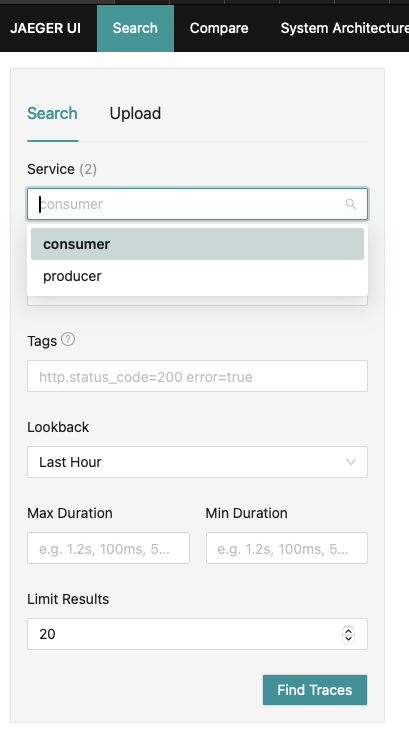 JAEGER UI Search Compare System Architecture
Search Upload
Service (2)
consumer
consumer
producer
Tags ?
http.status_code=200 error=true
Lookback
Last Hour
Max Duration Min Duration
e.g. 1.2s, 100ms, 5... e.g. 1.2s, 100ms, 5...
Limit Results
20
Find Traces